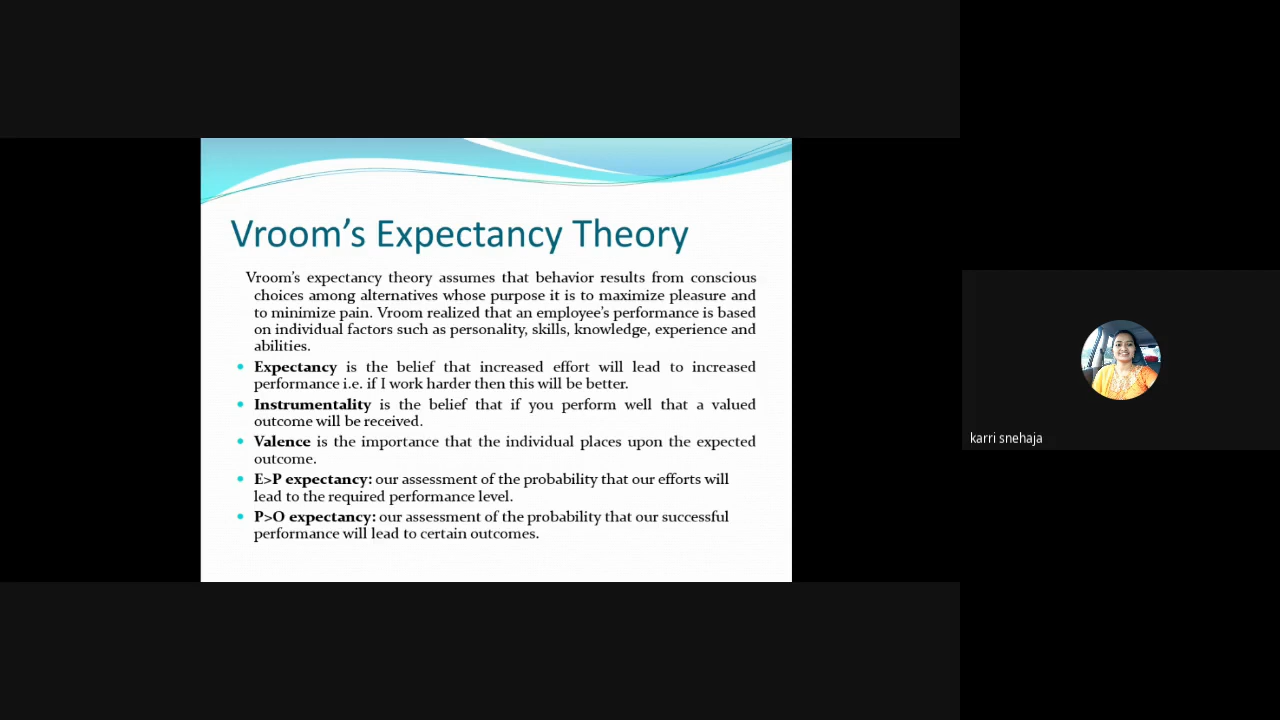 Vroom’s Expectancy Theory
Vroom’s expectancy theory assumes that behavior results from conscious
choices among alternatives whose purpose it is to maximize pleasure and
to minimize pain. Vroom realized that an employee’s performance is based
on individual factors such as personality, skills, knowledge, experience and
abilities.
• Expectancy is the belief that increased effort will lead to increased
performance i.e. if I work harder then this will be better.
• Instrumentality is the belief that if you perform well that a valued
outcome will be received.
• Valence is the importance that the individual places upon the expected
outcome.
• E>P expectancy: our assessment of the probability that our efforts will
lead to the required performance level.
• P>O expectancy: our assessment of the probability that our successful
performance will lead to certain outcomes.
karri snehaja